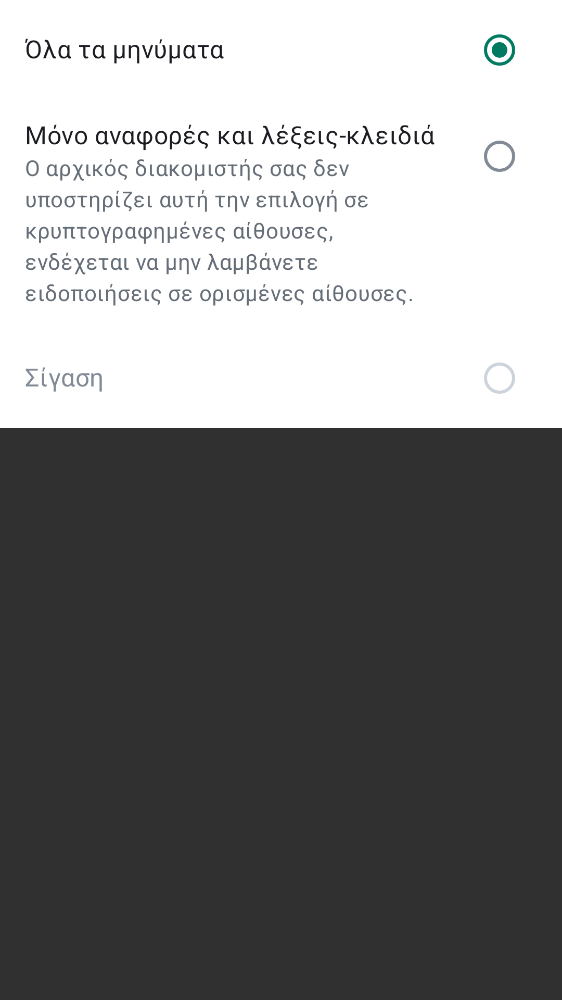 Όλα τα μηνύματα
Μόνο αναφορές και λέξεις-κλειδιά
Ο αρχικός διακομιστής σας δεν
υποστηρίζει αυτή την επιλογή σε
κρυπτογραφημένες αίθουσες,
ενδέχεται να μην λαμβάνετε
ειδοποιήσεις σε ορισμένες αίθουσες.
Σίγαση